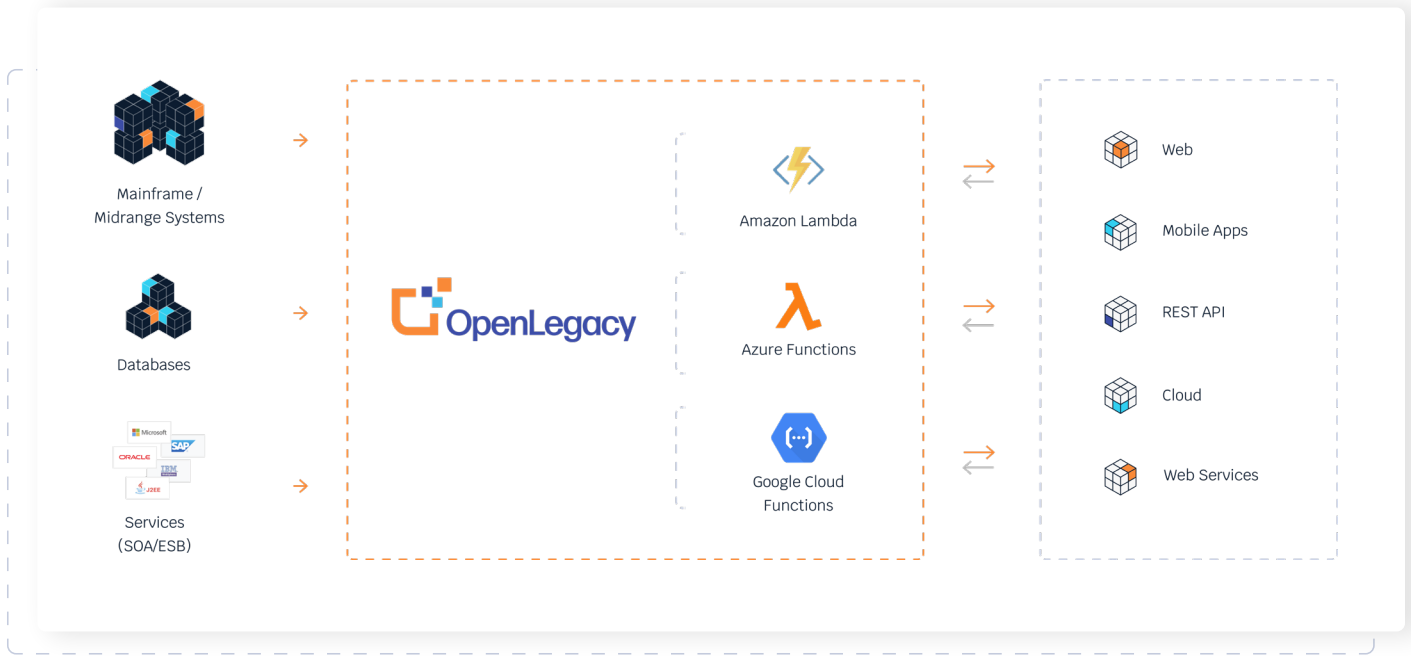 Mainframe /
Midrange Systems
Databases
Microsoft
SAP
ORACLE
IBM
J2EE
Services
(SOA/ESB)
OpenLegacy
Amazon Lambda
Azure Functions
Google Cloud
Functions
Web
Mobile Apps
REST API
Cloud
Web Services